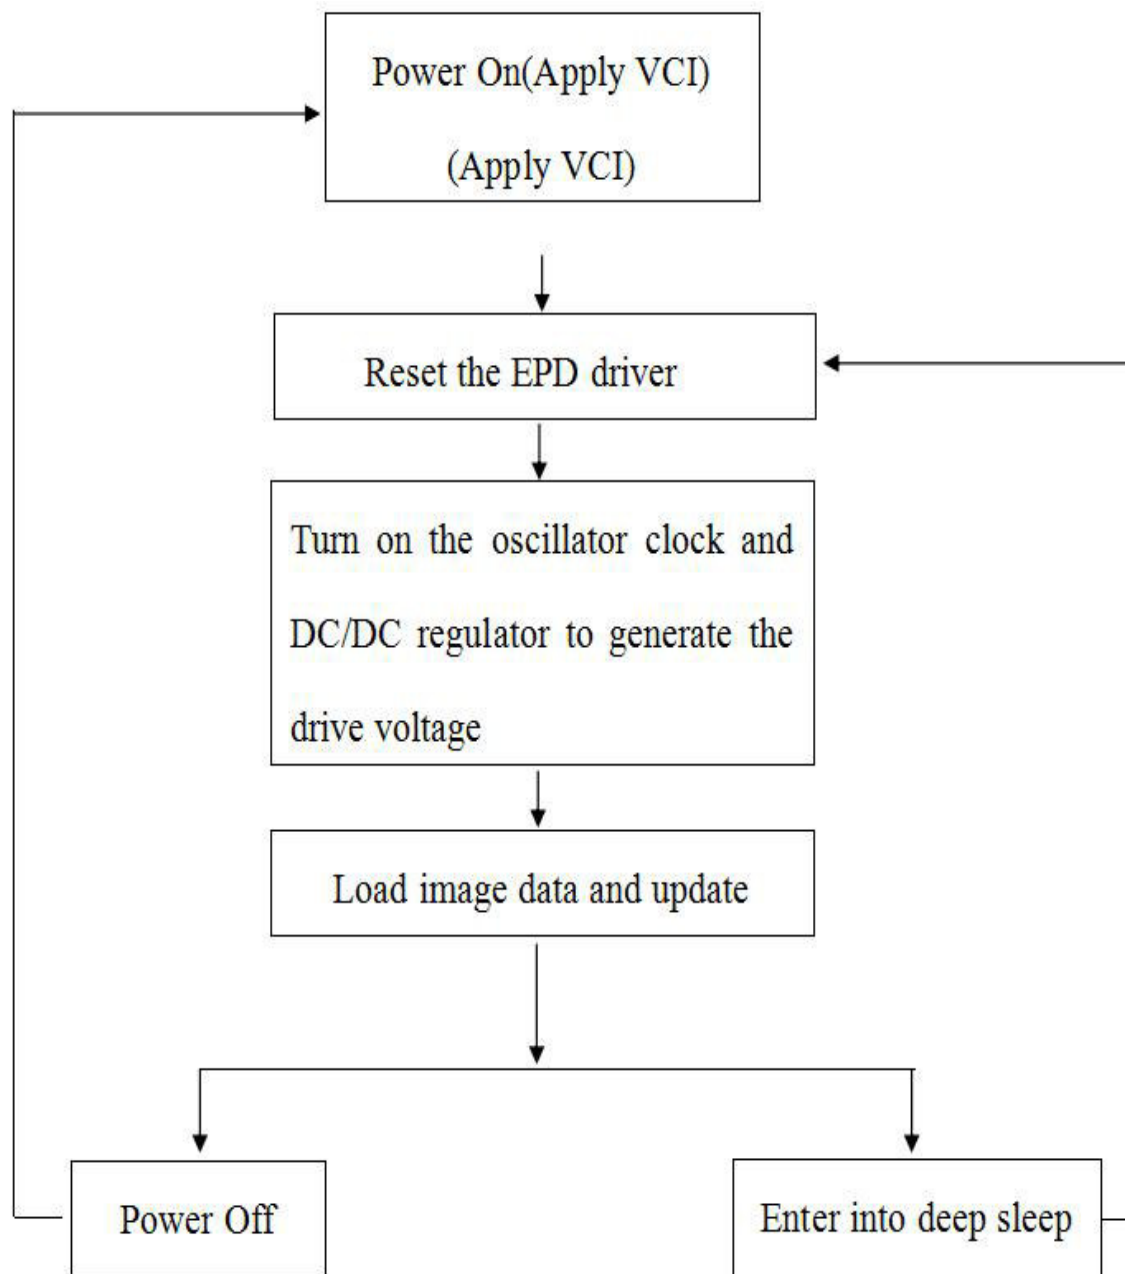 Power On(Apply VCI)
(Apply VCI)
Reset the EPD driver
Turn on the oscillator clock and
DC/DC regulator to generate the
drive voltage
Load image data and update
Power Off
Enter into deep sleep